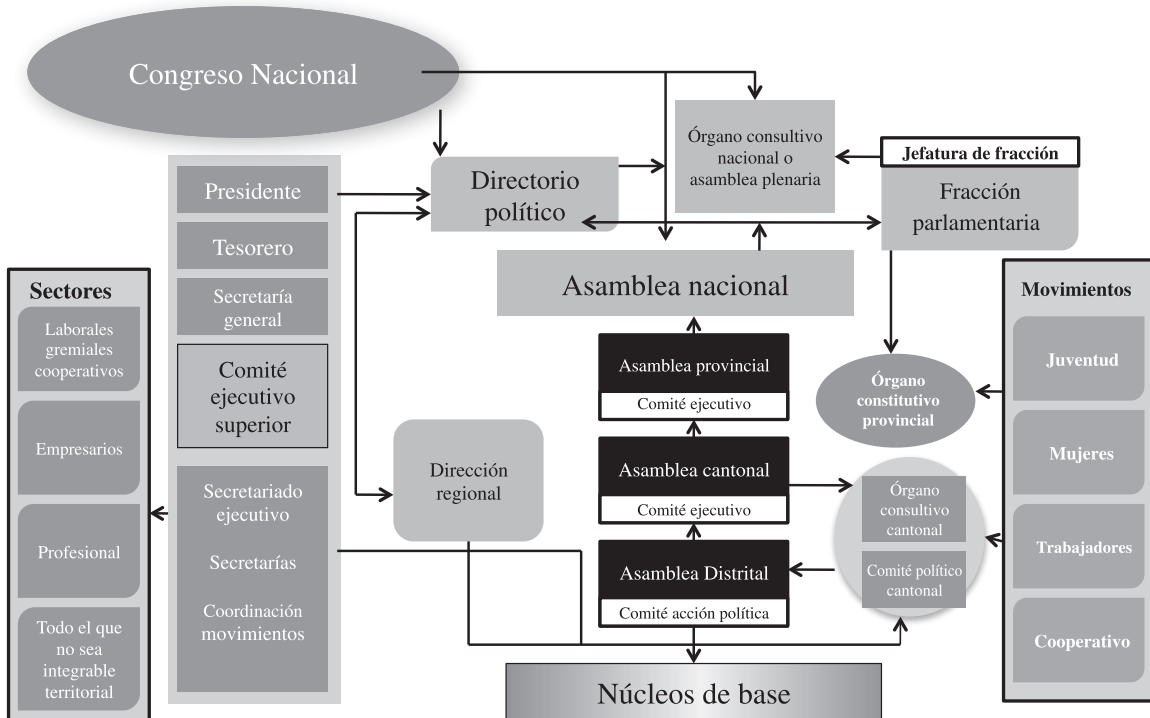 Congreso Nacional
Órgano consultivo
nacional o
asamblea plenaria
Jefatura de fracción
Fracción
parlamentaria
Directorio
político
Presidente
Tesorero
Secretaría
general
Comité
ejecutivo
superior
Secretariado
ejecutivo
Secretarías
Coordinación
movimientos
Sectores
Laborales
gremiales
cooperativos
Empresarios
Profesional
Todo el que
no sea
integrable
territorial
Dirección
regional
Asamblea nacional
Asamblea provincial
Comité ejecutivo
Asamblea cantonal
Comité ejecutivo
Asamblea Distrital
Comité acción política
Núcleos de base
Órgano
constitutivo
provincial
Órgano
consultivo
cantonal
Comité político
cantonal
Movimientos
Juventud
Mujeres
Trabajadores
Cooperativo